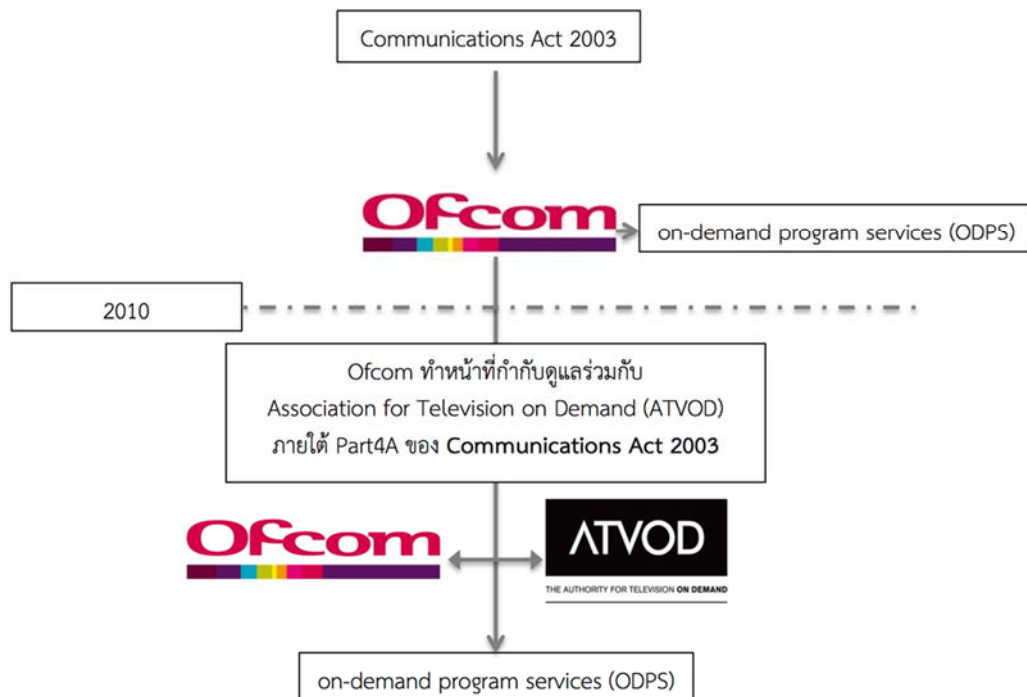 Communications Act 2003
Ofcom
on-demand program services (ODPS)
2010
Ofcom ทำหน้าที่กำกับดูแลร่วมกับ
Association for Television on Demand (ATVOD)
ภายใต้ Part4A ของ Communications Act 2003
Ofcom
ATVOD
THE AUTHORITY FOR TELEVISION ON DEMAND
on-demand program services (ODPS)